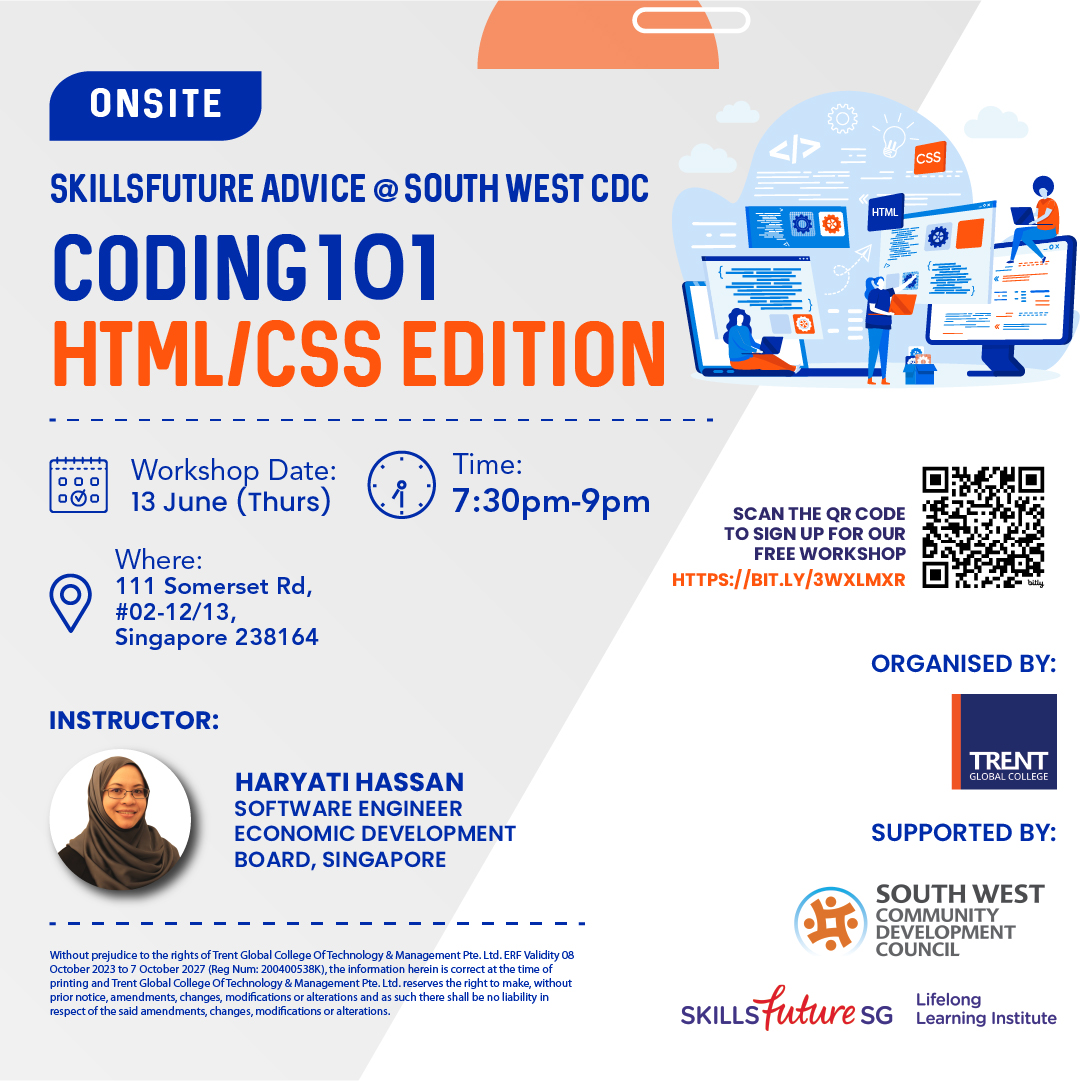 ONSITE
SKILLSFUTURE ADVICE @ SOUTH WEST CDC
CODING 101
HTML/CSS EDITION
</>
CSS
HTML
Workshop Date:
13 June (Thurs)
Time:
7:30pm-9pm
Where:
111 Somerset Rd,
#02-12/13,
Singapore 238164
SCAN THE QR CODE
TO SIGN UP FOR OUR
FREE WORKSHOP
HTTPS://BIT.LY/3WXLMXR
bitly
INSTRUCTOR:
HARYATI HASSAN
SOFTWARE ENGINEER
ECONOMIC DEVELOPMENT
BOARD, SINGAPORE
ORGANISED BY:
TRENT
GLOBAL COLLEGE
SUPPORTED BY:
SOUTH WEST
COMMUNITY
DEVELOPMENT
COUNCIL
SKILLSfuture SG
Lifelong
Learning Institute
Without prejudice to the rights of Trent Global College Of Technology & Management Pte. Ltd. ERF Validity 08
October 2023 to 7 October 2027 (Reg Num: 200400538K), the information herein is correct at the time of
printing and Trent Global College Of Technology & Management Pte. Ltd. reserves the right to make, without
prior notice, amendments, changes, modifications or alterations and as such there shall be no liability in
respect of the said amendments, changes, modifications or alterations.